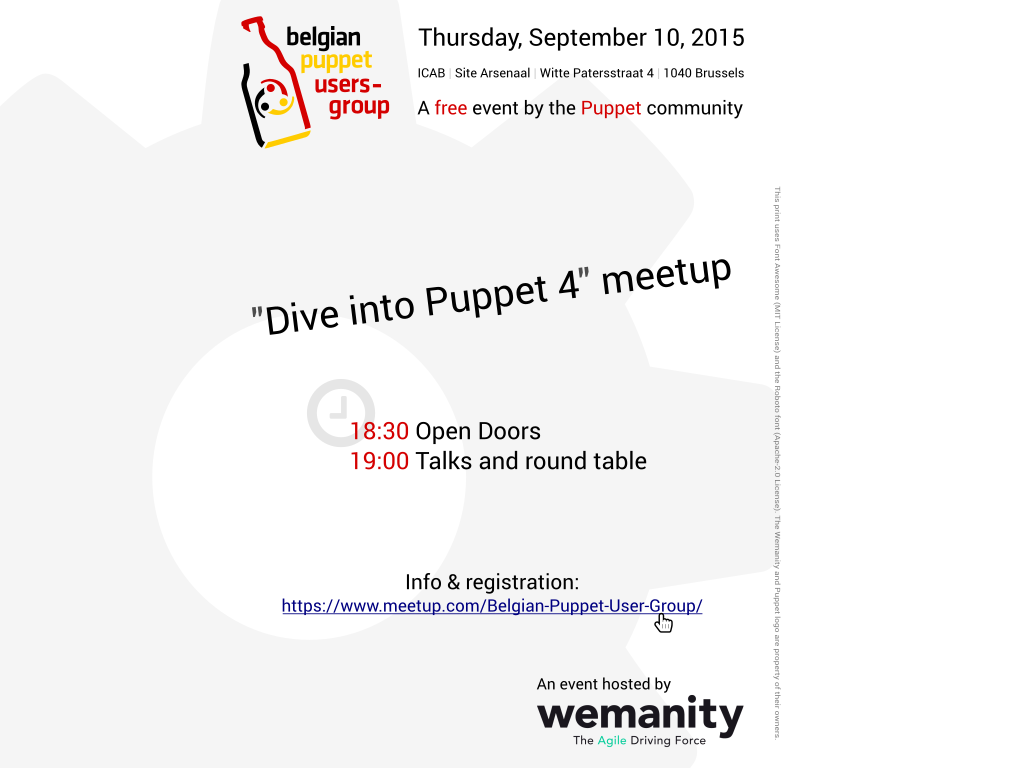 belgian
puppet
users-
group
Thursday, September 10, 2015
ICAB | Site Arsenaal | Witte Patersstraat 4 | 1040 Brussels
A free event by the Puppet community
"Dive into Puppet 4" meetup
18:30 Open Doors
19:00 Talks and round table
Info & registration:
https://www.meetup.com/Belgian-Puppet-User-Group/
An event hosted by
wemanity
The Agile Driving Force
This print uses Font Awesome (MIT License) and the Roboto font (Apache-2.0 License). The Wemanity and Puppet logo are property of their owners.